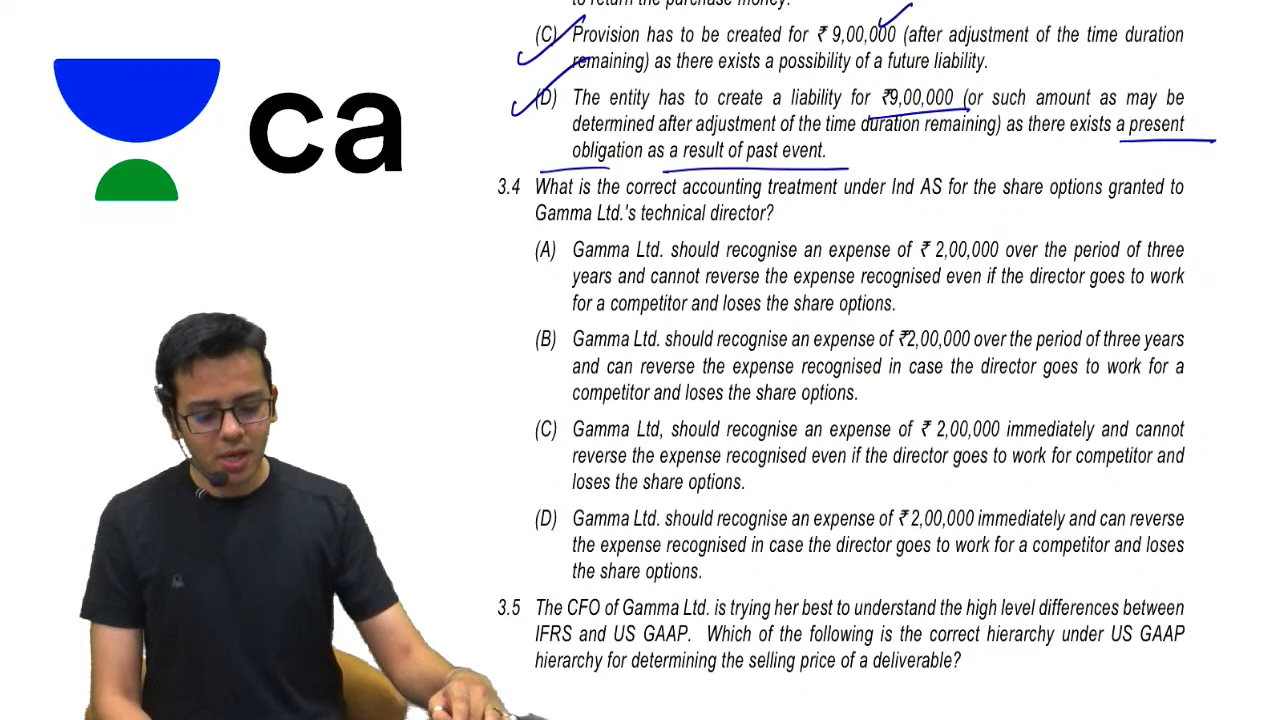 to return the purchase money.
(C) Provision has to be created for ₹ 9,00,000 (after adjustment of the time duration
remaining) as there exists a possibility of a future liability.
(D) The entity has to create a liability for ₹9,00,000 (or such amount as may be
determined after adjustment of the time duration remaining) as there exists a present
obligation as a result of past event.
ca
3.4 What is the correct accounting treatment under Ind AS for the share options granted to
Gamma Ltd.'s technical director?
(A) Gamma Ltd. should recognise an expense of ₹ 2,00,000 over the period of three
years and cannot reverse the expense recognised even if the director goes to work
for a competitor and loses the share options.
(B) Gamma Ltd. should recognise an expense of ₹2,00,000 over the period of three years
and can reverse the expense recognised in case the director goes to work for a
competitor and loses the share options.
(C) Gamma Ltd, should recognise an expense of ₹ 2,00,000 immediately and cannot
reverse the expense recognised even if the director goes to work for competitor and
loses the share options.
(D) Gamma Ltd. should recognise an expense of ₹ 2,00,000 immediately and can reverse
the expense recognised in case the director goes to work for a competitor and loses
the share options.
3.5 The CFO of Gamma Ltd. is trying her best to understand the high level differences between
IFRS and US GAAP. Which of the following is the correct hierarchy under US GAAP
hierarchy for determining the selling price of a deliverable?